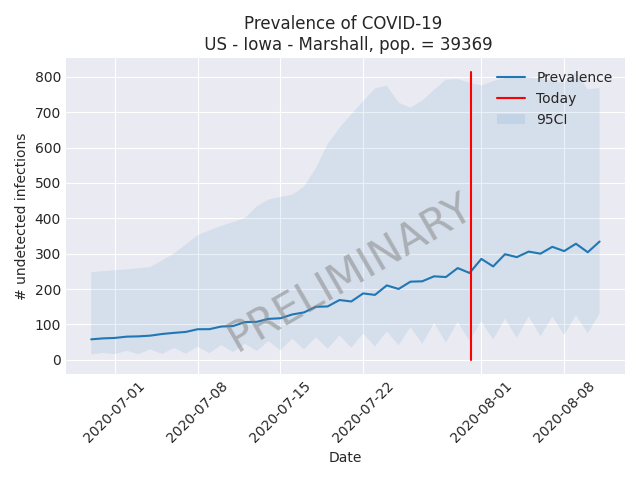 Prevalence of COVID-19
US - Iowa - Marshall, pop. = 39369
# undetected infections
800
700
600
500
400
300
200
100
0
Prevalence
Today
95CI
PRELIMINARY
2020-07-01
2020-07-08
2020-07-15
2020-07-22
2020-08-01
2020-08-08
Date